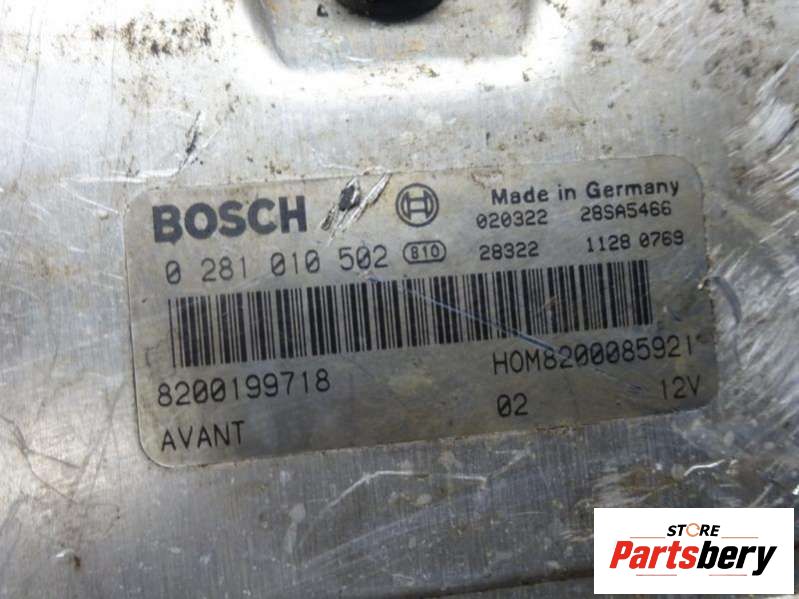 BOSCH Made in Germany
020322 28SA5466
0 281 010 502 810 28322 1128 0769
8200199718 HOM8200085921
AVANT 02 12V
STORE
Partsbery